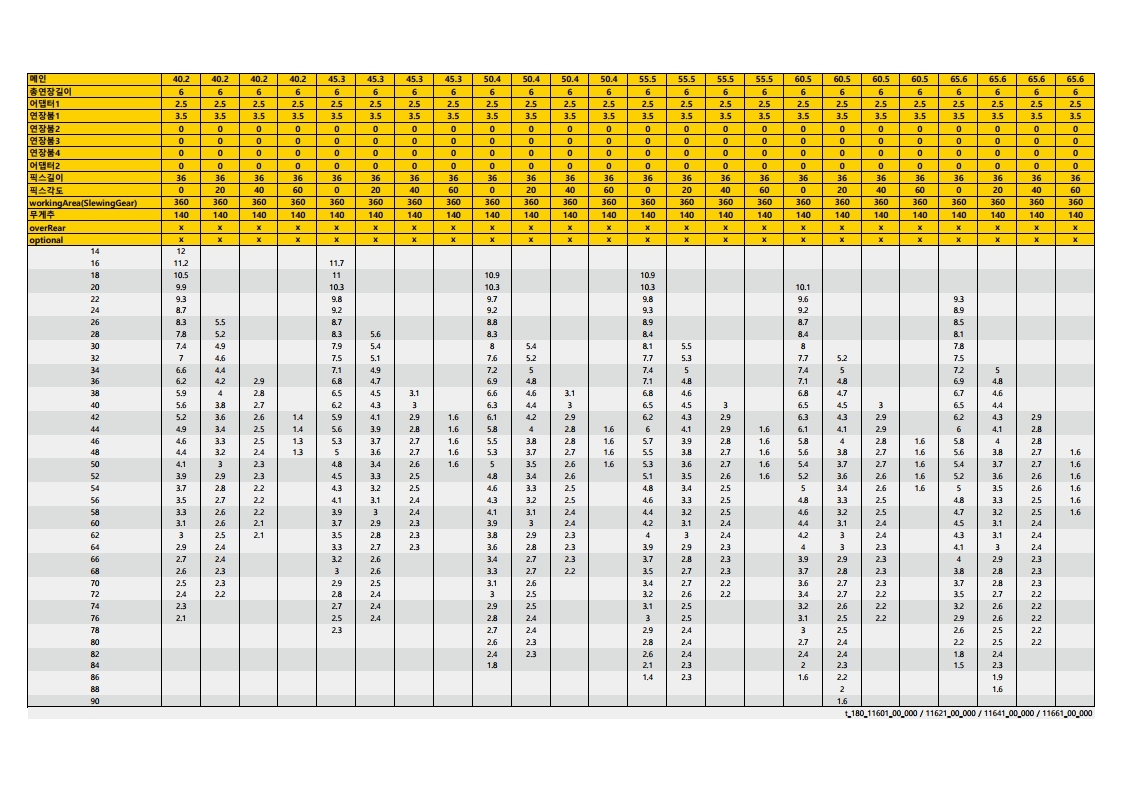 메인 40.2 40.2 40.2 40.2 45.3 45.3 45.3 45.3 50.4 50.4 50.4 50.4 55.5 55.5 55.5 55.5 60.5 60.5 60.5 60.5 65.6 65.6 65.6 65.6
총연장길이 6 6 6 6 6 6 6 6 6 6 6 6 6 6 6 6 6 6 6 6 6 6 6 6
어댑터1 2.5 2.5 2.5 2.5 2.5 2.5 2.5 2.5 2.5 2.5 2.5 2.5 2.5 2.5 2.5 2.5 2.5 2.5 2.5 2.5 2.5 2.5 2.5 2.5
연장붐1 3.5 3.5 3.5 3.5 3.5 3.5 3.5 3.5 3.5 3.5 3.5 3.5 3.5 3.5 3.5 3.5 3.5 3.5 3.5 3.5 3.5 3.5 3.5 3.5
연장붐2 0 0 0 0 0 0 0 0 0 0 0 0 0 0 0 0 0 0 0 0 0 0 0 0
연장붐3 0 0 0 0 0 0 0 0 0 0 0 0 0 0 0 0 0 0 0 0 0 0 0 0
연장붐4 0 0 0 0 0 0 0 0 0 0 0 0 0 0 0 0 0 0 0 0 0 0 0 0
어댑터2 0 0 0 0 0 0 0 0 0 0 0 0 0 0 0 0 0 0 0 0 0 0 0 0
픽스길이 36 36 36 36 36 36 36 36 36 36 36 36 36 36 36 36 36 36 36 36 36 36 36 36
픽스각도 0 20 40 60 0 20 40 60 0 20 40 60 0 20 40 60 0 20 40 60 0 20 40 60
workingArea(SlewingGear) 360 360 360 360 360 360 360 360 360 360 360 360 360 360 360 360 360 360 360 360 360 360 360 360
무게추 140 140 140 140 140 140 140 140 140 140 140 140 140 140 140 140 140 140 140 140 140 140 140 140
overRear x x x x x x x x x x x x x x x x x x x x x x x x
optional x x x x x x x x x x x x x x x x x x x x x x x x
14 12
16 11.2 11.7
18 10.5 11 10.9 10.9
20 9.9 10.3 10.3 10.3 10.1
22 9.3 9.8 9.7 9.8 9.6 9.3
24 8.7 9.2 9.2 9.3 9.2 8.9
26 8.3 5.5 8.7 8.8 8.9 8.7 8.5
28 7.8 5.2 8.3 5.6 8.3 8.4 8.4 8.1
30 7.4 4.9 7.9 5.4 8 5.4 8.1 5.5 8 7.8
32 7 4.6 7.5 5.1 7.6 5.2 7.7 5.3 7.7 5.2 7.5
34 6.6 4.4 7.1 4.9 7.2 5 7.4 5 7.4 5 7.2 5
36 6.2 4.2 2.9 6.8 4.7 6.9 4.8 7.1 4.8 7.1 4.8 6.9 4.8
38 5.9 4 2.8 6.5 4.5 3.1 6.6 4.6 3.1 6.8 4.6 6.8 4.7 6.7 4.6
40 5.6 3.8 2.7 6.2 4.3 3 6.3 4.4 3 6.5 4.5 3 6.5 4.5 3 6.5 4.4
42 5.2 3.6 2.6 1.4 5.9 4.1 2.9 1.6 6.1 4.2 2.9 6.2 4.3 2.9 6.3 4.3 2.9 6.2 4.3 2.9
44 4.9 3.4 2.5 1.4 5.6 3.9 2.8 1.6 5.8 4 2.8 1.6 6 4.1 2.9 1.6 6.1 4.1 2.9 6 4.1 2.8
46 4.6 3.3 2.5 1.3 5.3 3.7 2.7 1.6 5.5 3.8 2.8 1.6 5.7 3.9 2.8 1.6 5.8 4 2.8 1.6 5.8 4 2.8
48 4.4 3.2 2.4 1.3 5 3.6 2.7 1.6 5.3 3.7 2.7 1.6 5.5 3.8 2.7 1.6 5.6 3.8 2.7 1.6 5.6 3.8 2.7 1.6
50 4.1 3 2.3 4.8 3.4 2.6 1.6 5 3.5 2.6 1.6 5.3 3.6 2.7 1.6 5.4 3.7 2.7 1.6 5.4 3.7 2.7 1.6
52 3.9 2.9 2.3 4.5 3.3 2.5 4.8 3.4 2.6 5.1 3.5 2.6 1.6 5.2 3.6 2.6 1.6 5.2 3.6 2.6 1.6
54 3.7 2.8 2.2 4.3 3.2 2.5 4.6 3.3 2.5 4.8 3.4 2.5 5 3.4 2.6 1.6 5 3.5 2.6 1.6
56 3.5 2.7 2.2 4.1 3.1 2.4 4.3 3.2 2.5 4.6 3.3 2.5 4.8 3.3 2.5 4.8 3.3 2.5 1.6
58 3.3 2.6 2.2 3.9 3 2.4 4.1 3.1 2.4 4.4 3.2 2.5 4.6 3.2 2.5 4.7 3.2 2.5 1.6
60 3.1 2.6 2.1 3.7 2.9 2.3 3.9 3 2.4 4.2 3.1 2.4 4.4 3.1 2.4 4.5 3.1 2.4
62 3 2.5 2.1 3.5 2.8 2.3 3.8 2.9 2.3 4 3 2.4 4.2 3 2.4 4.3 3.1 2.4
64 2.9 2.4 3.3 2.7 2.3 3.6 2.8 2.3 3.9 2.9 2.3 4 3 2.3 4.1 3 2.4
66 2.7 2.4 3.2 2.6 3.4 2.7 2.3 3.7 2.8 2.3 3.9 2.9 2.3 4 2.9 2.3
68 2.6 2.3 3 2.6 3.3 2.7 2.2 3.5 2.7 2.3 3.7 2.8 2.3 3.8 2.8 2.3
70 2.5 2.3 2.9 2.5 3.1 2.6 3.4 2.7 2.2 3.6 2.7 2.3 3.7 2.8 2.3
72 2.4 2.2 2.8 2.4 3 2.5 3.2 2.6 2.2 3.4 2.7 2.2 3.5 2.7 2.2
74 2.3 2.7 2.4 2.9 2.5 3.1 2.5 3.2 2.6 2.2 3.2 2.6 2.2
76 2.1 2.5 2.4 2.8 2.4 3 2.5 3.1 2.5 2.2 2.9 2.6 2.2
78 2.3 2.7 2.4 2.9 2.4 3 2.5 2.6 2.5 2.2
80 2.6 2.3 2.8 2.4 2.7 2.4 2.2 2.5 2.2
82 2.4 2.3 2.6 2.4 2.4 2.4 1.8 2.4
84 1.8 2.1 2.3 2 2.3 1.5 2.3
86 1.4 2.3 1.6 2.2 1.9
88 2 1.6
90 1.6
t_180_11601_00_000 / 11621_00_000 / 11641_00_000 / 11661_00_000